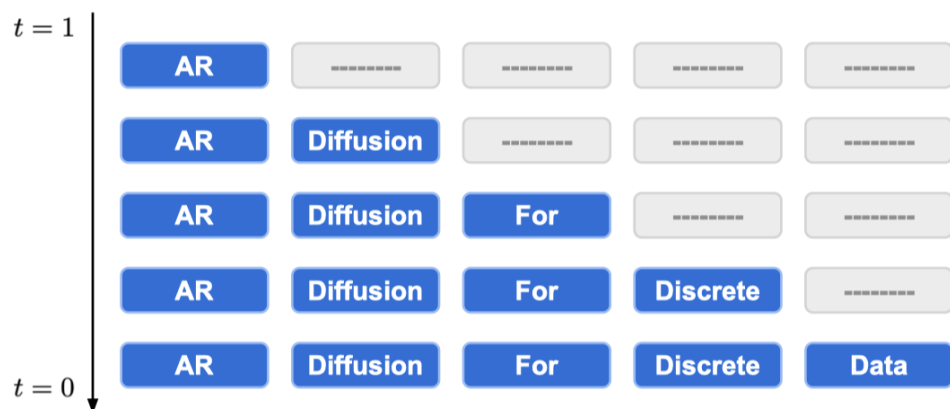 t = 1
AR -------- -------- -------- --------
AR Diffusion -------- -------- --------
AR Diffusion For -------- --------
AR Diffusion For Discrete --------
AR Diffusion For Discrete Data
t = 0